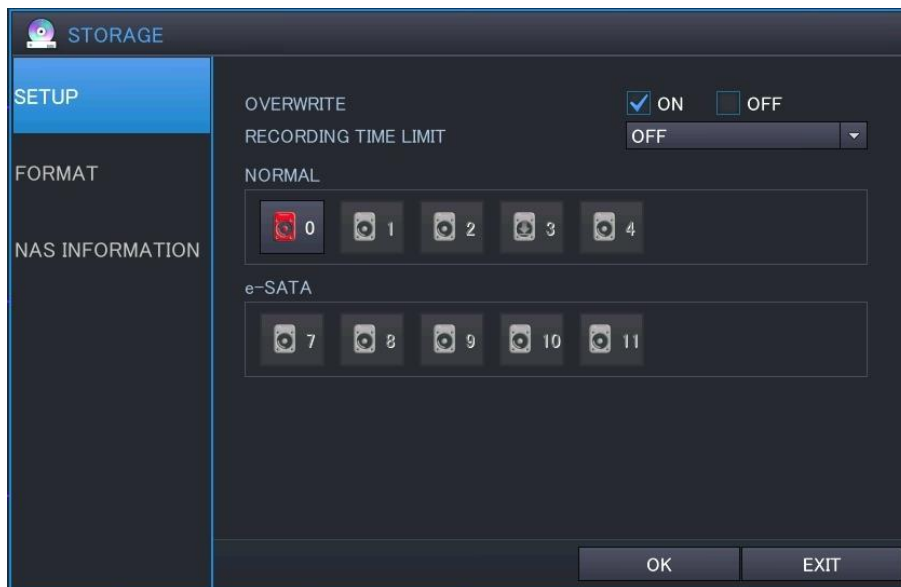 STORAGE
SETUP
FORMAT
NAS INFORMATION
OVERWRITE ON OFF
RECORDING TIME LIMIT OFF
NORMAL
0 1 2 3 4
e-SATA
7 8 9 10 11
OK EXIT